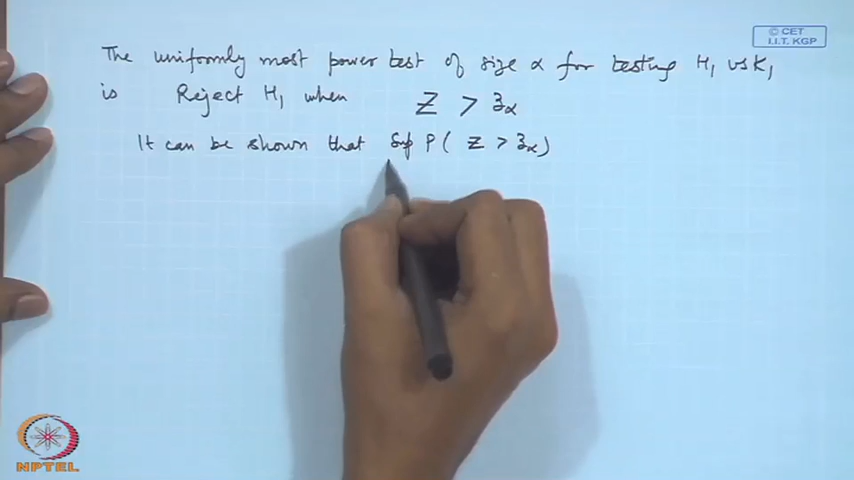 © CET
I.I.T. KGP
The uniformly most power test of size α for testing H₁ vs K₁
is Reject H₁ when Z > z_α
It can be shown that Sup P( Z > z_α)
NPTEL